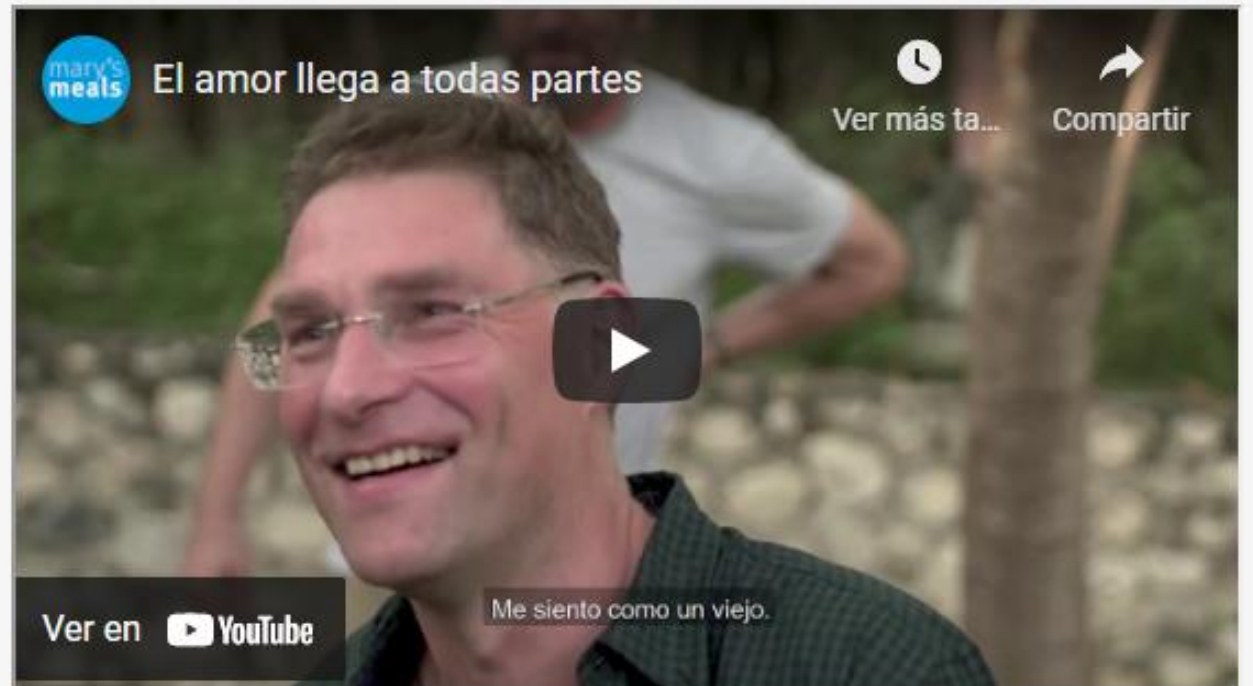 mary's
meals
El amor llega a todas partes
Ver más ta...
Compartir
Me siento como un viejo.
Ver en YouTube